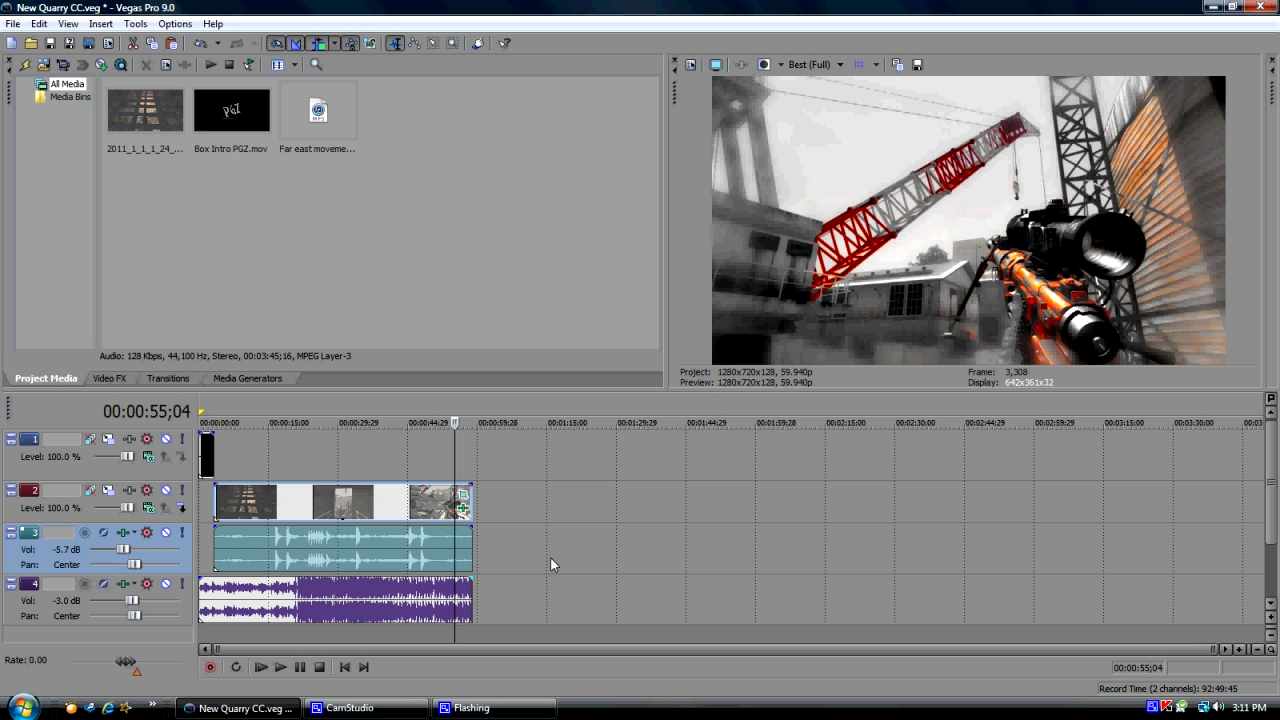 New Quarry CC.veg * - Vegas Pro 9.0
File Edit View Insert Tools Options Help
Best (Full)
All Media
Media Bins
PGZ
MP3
2011_1_1_1_24_... Box Intro PGZ.mov Far east moveme...
Audio: 128 Kbps, 44,100 Hz, Stereo, 00:03:45;16, MPEG Layer-3
Project Media Video FX Transitions Media Generators
Project: 1280x720x128, 59.940p Frame: 3,308
Preview: 1280x720x128, 59.940p Display: 642x361x32
00:00:55;04
00:00:00;00 00:00:15;00 00:00:29;29 00:00:44;29 00:00:59;28 00:01:15;00 00:01:29;29 00:01:44;29 00:01:59;28 00:02:15;00 00:02:30;00 00:02:44;29 00:02:59;29 00:03:15;00 00:03:30;00 00:03
1
Level: 100.0 %
2
Level: 100.0 %
3
Vol: -5.7 dB
Pan: Center
4
Vol: -3.0 dB
Pan: Center
Rate: 0.00
00:00:55;04
Record Time (2 channels): 92:49:45
New Quarry CC.veg ... CamStudio Flashing 3:11 PM